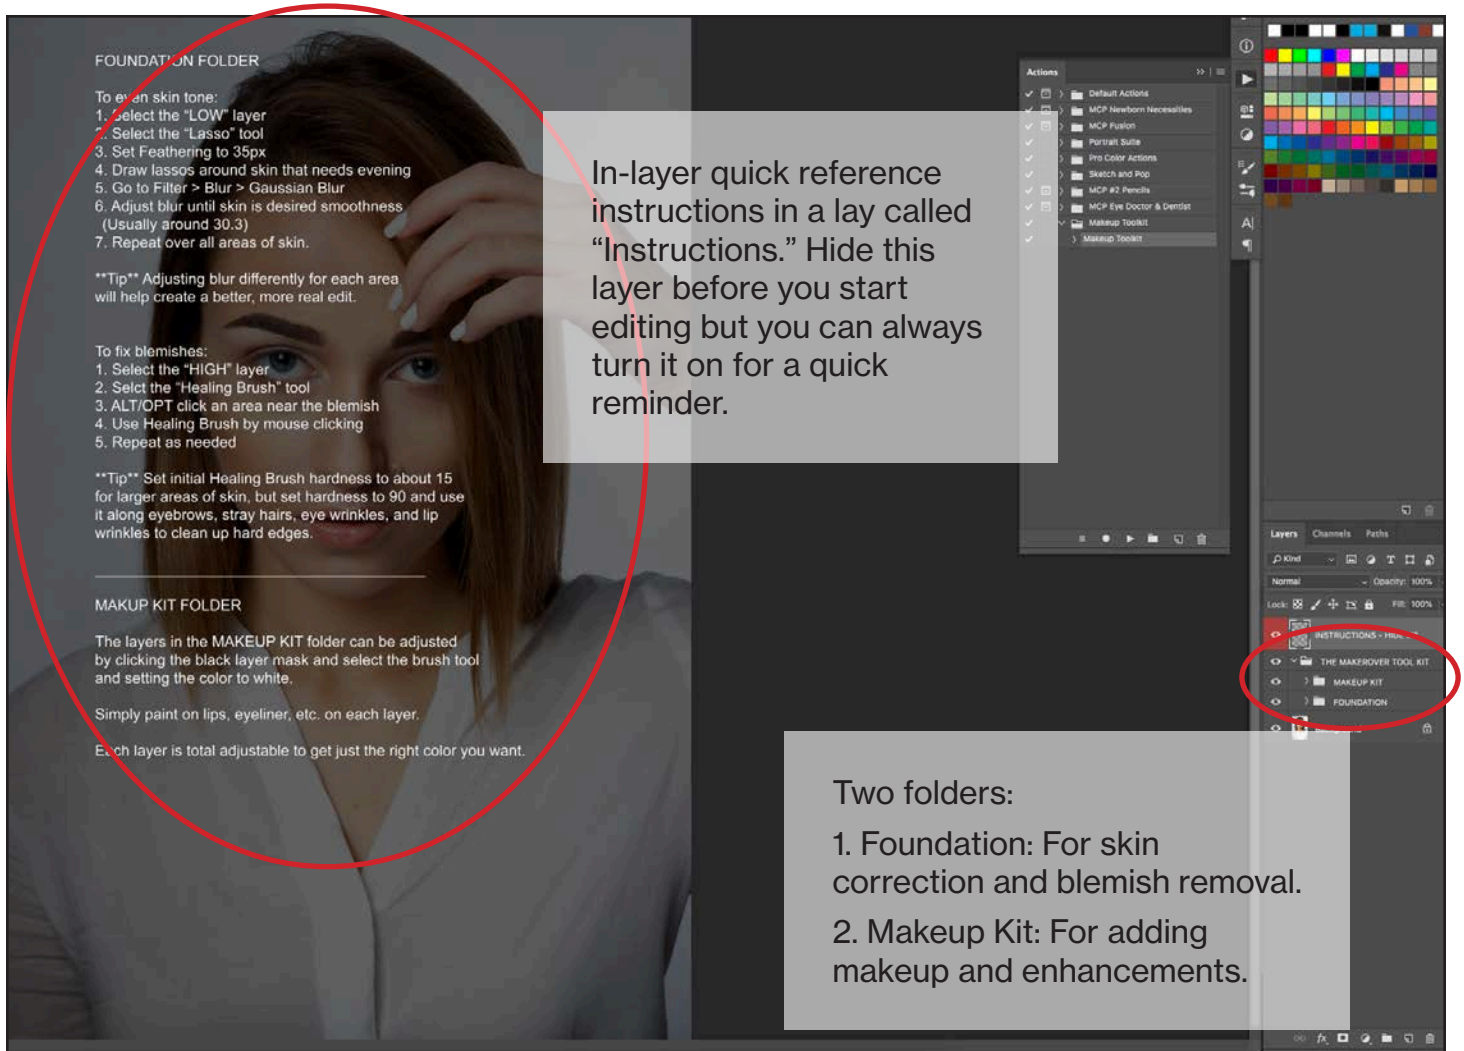 FOUNDATION FOLDER
To even skin tone:
1. Select the “LOW” layer
2. Select the “Lasso” tool
3. Set Feathering to 35px
4. Draw lassos around skin that needs evening
5. Go to Filter > Blur > Gaussian Blur
6. Adjust blur until skin is desired smoothness
(Usually around 30.3)
7. Repeat over all areas of skin.
**Tip** Adjusting blur differently for each area
will help create a better, more real edit.
To fix blemishes:
1. Select the “HIGH” layer
2. Selct the “Healing Brush” tool
3. ALT/OPT click an area near the blemish
4. Use Healing Brush by mouse clicking
5. Repeat as needed
**Tip** Set initial Healing Brush hardness to about 15
for larger areas of skin, but set hardness to 90 and use
it along eyebrows, stray hairs, eye wrinkles, and lip
wrinkles to clean up hard edges.
MAKUP KIT FOLDER
The layers in the MAKEUP KIT folder can be adjusted
by clicking the black layer mask and select the brush tool
and setting the color to white.
Simply paint on lips, eyeliner, etc. on each layer.
Each layer is total adjustable to get just the right color you want.
In-layer quick reference
instructions in a lay called
“Instructions.” Hide this
layer before you start
editing but you can always
turn it on for a quick
reminder.
Actions
Default Actions
MCP Newborn Necessities
MCP Fusion
Portrait Suite
Pro Color Actions
Sketch and Pop
MCP #2 Pencils
MCP Eye Doctor & Dentist
Makeup Toolkit
Makeup Toolkit
Layers Channels Paths
Kind
Normal Opacity: 100%
Lock: Fill: 100%
INSTRUCTIONS - HIDE
THE MAKEROVER TOOL KIT
MAKEUP KIT
FOUNDATION
Two folders:
1. Foundation: For skin
correction and blemish removal.
2. Makeup Kit: For adding
makeup and enhancements.